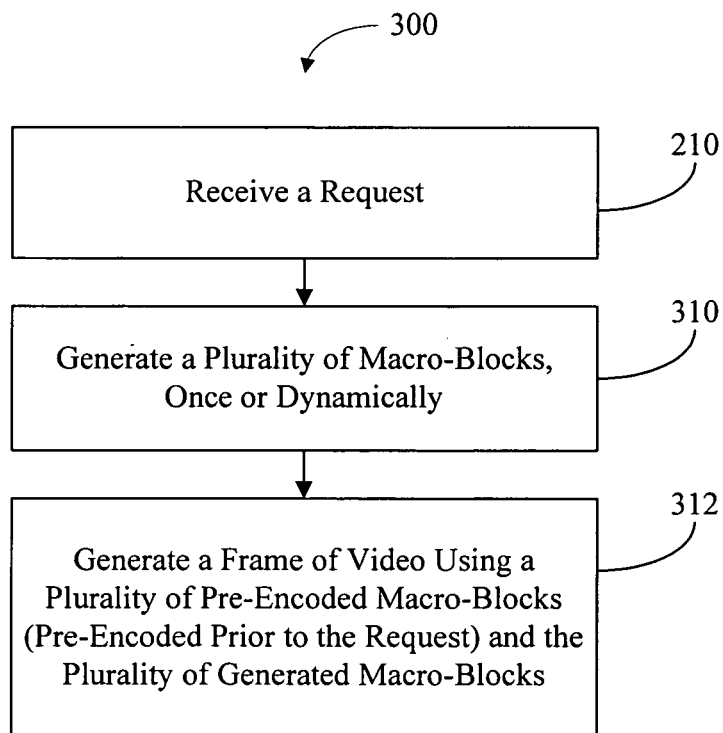 300
Receive a Request
210
Generate a Plurality of Macro-Blocks,
Once or Dynamically
310
Generate a Frame of Video Using a
Plurality of Pre-Encoded Macro-Blocks
(Pre-Encoded Prior to the Request) and the
Plurality of Generated Macro-Blocks
312